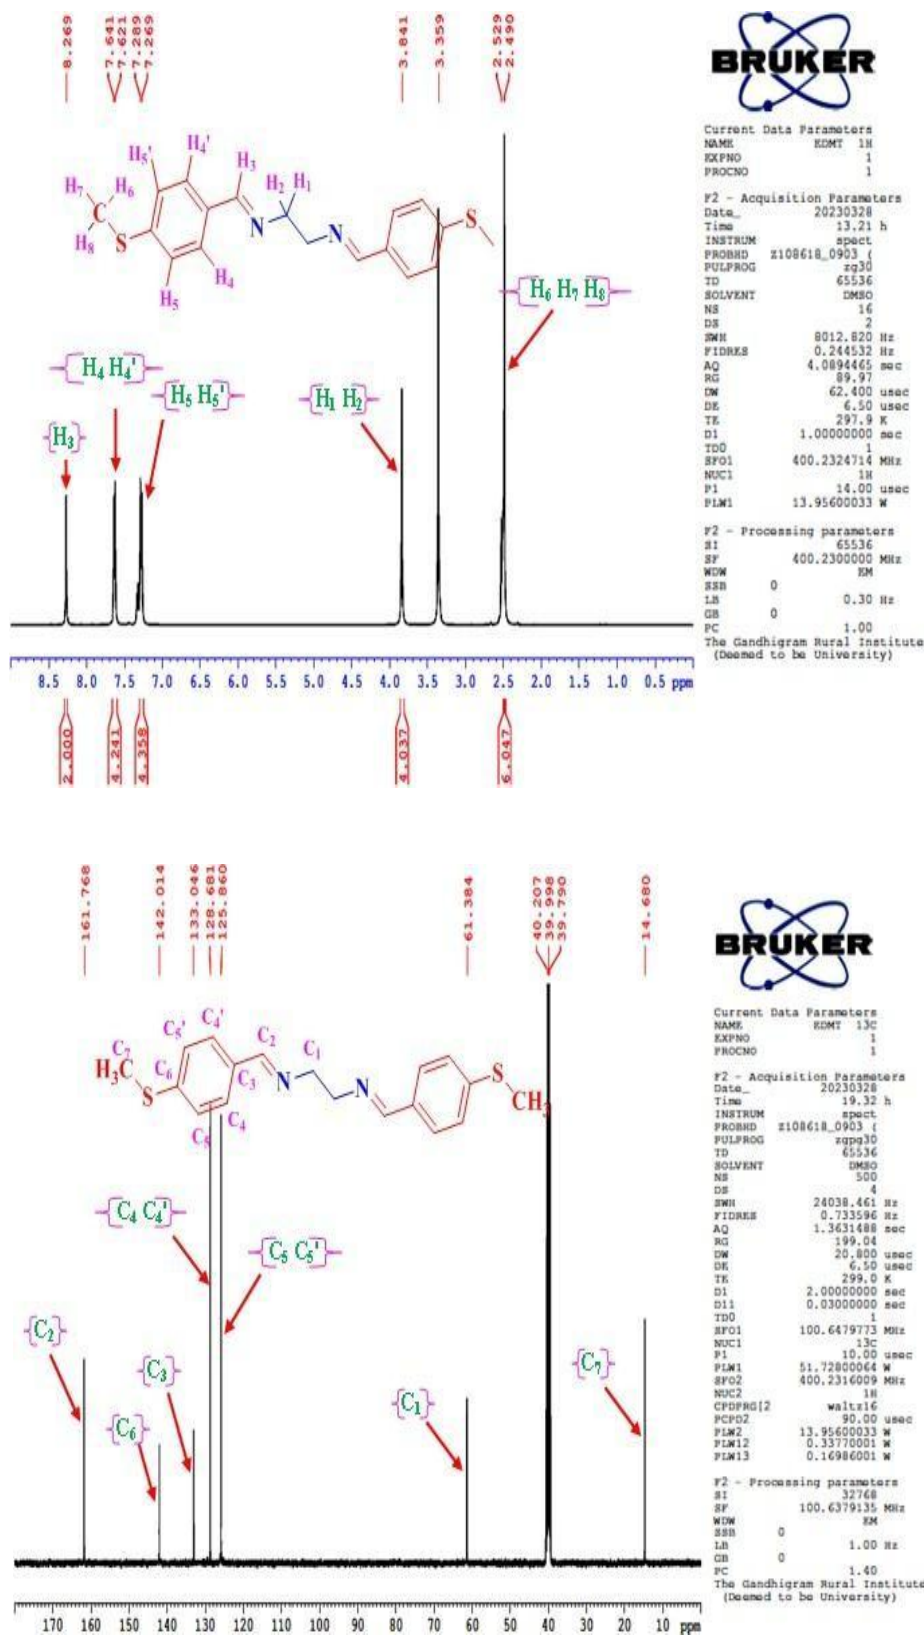 8.269
7.641
7.621
7.289
7.269
3.841
3.359
2.529
2.490
BRUKER
Current Data Parameters
NAME EDMT 1H
EXPNO 1
PROCNO 1
F2 - Acquisition Parameters
Date_ 20230328
Time 13.21 h
INSTRUM spect
PROBHD Z108618_0903 (
PULPROG zg30
TD 65536
SOLVENT DMSO
NS 16
DS 2
SWH 8012.820 Hz
FIDRES 0.244532 Hz
AQ 4.0894465 sec
RG 89.97
DW 62.400 usec
DE 6.50 usec
TE 297.9 K
D1 1.00000000 sec
TD0 1
SFO1 400.2324714 MHz
NUC1 1H
P1 14.00 usec
PLW1 13.95600033 W
F2 - Processing parameters
SI 65536
SF 400.2300000 MHz
WDW EM
SSB 0
LB 0.30 Hz
GB 0
PC 1.00
The Gandhigram Rural Institute
(Deemed to be University)
H5' H4' H3
H7 H6 H2 H1
H8 S N N S
H5 H4
{H6 H7 H8}
{H4 H4'}
{H5 H5'}
{H1 H2}
{H3}
8.5 8.0 7.5 7.0 6.5 6.0 5.5 5.0 4.5 4.0 3.5 3.0 2.5 2.0 1.5 1.0 0.5 ppm
2.000
4.241
4.358
4.037
6.047
161.768
142.014
133.046
128.681
125.860
61.384
40.207
39.998
39.790
14.680
BRUKER
Current Data Parameters
NAME EDMT 13C
EXPNO 1
PROCNO 1
F2 - Acquisition Parameters
Date_ 20230328
Time 19.32 h
INSTRUM spect
PROBHD Z108618_0903 (
PULPROG zgpg30
TD 65536
SOLVENT DMSO
NS 500
DS 4
SWH 24038.461 Hz
FIDRES 0.733596 Hz
AQ 1.3631488 sec
RG 199.04
DW 20.800 usec
DE 6.50 usec
TE 299.0 K
D1 2.00000000 sec
D11 0.03000000 sec
TD0 1
SFO1 100.6479773 MHz
NUC1 13C
P1 10.00 usec
PLW1 51.72800064 W
SFO2 400.2316009 MHz
NUC2 1H
CPDPRG[2 waltz16
PCPD2 90.00 usec
PLW2 13.95600033 W
PLW12 0.33770001 W
PLW13 0.16986001 W
F2 - Processing parameters
SI 32768
SF 100.6379135 MHz
WDW EM
SSB 0
LB 1.00 Hz
GB 0
PC 1.40
The Gandhigram Rural Institute
(Deemed to be University)
C5' C4' C2 C1
C7
H3C C6 C3 N N S
S C5 C4 CH3
{C4 C4'}
{C5 C5'}
{C2}
{C3}
{C6}
{C1}
{C7}
170 160 150 140 130 120 110 100 90 80 70 60 50 40 30 20 10 ppm